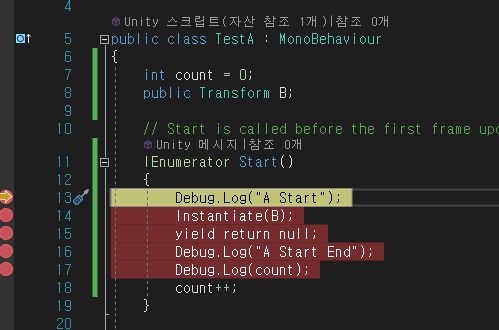 4
Unity 스크립트(자산 참조 1개)|참조 0개
5 public class TestA : MonoBehaviour
6 {
7 int count = 0;
8 public Transform B;
9
10 // Start is called before the first frame upd
Unity 메시지|참조 0개
11 IEnumerator Start()
12 {
13 Debug.Log("A Start");
14 Instantiate(B);
15 yield return null;
16 Debug.Log("A Start End");
17 Debug.Log(count);
18 count++;
19 }
20